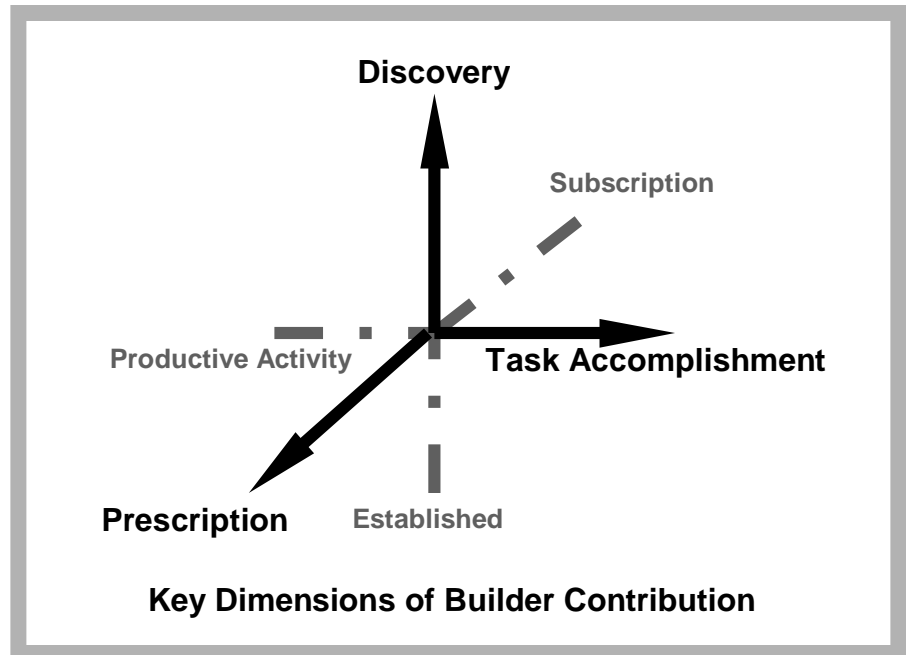 Discovery
Subscription
Productive Activity
Task Accomplishment
Prescription
Established
Key Dimensions of Builder Contribution